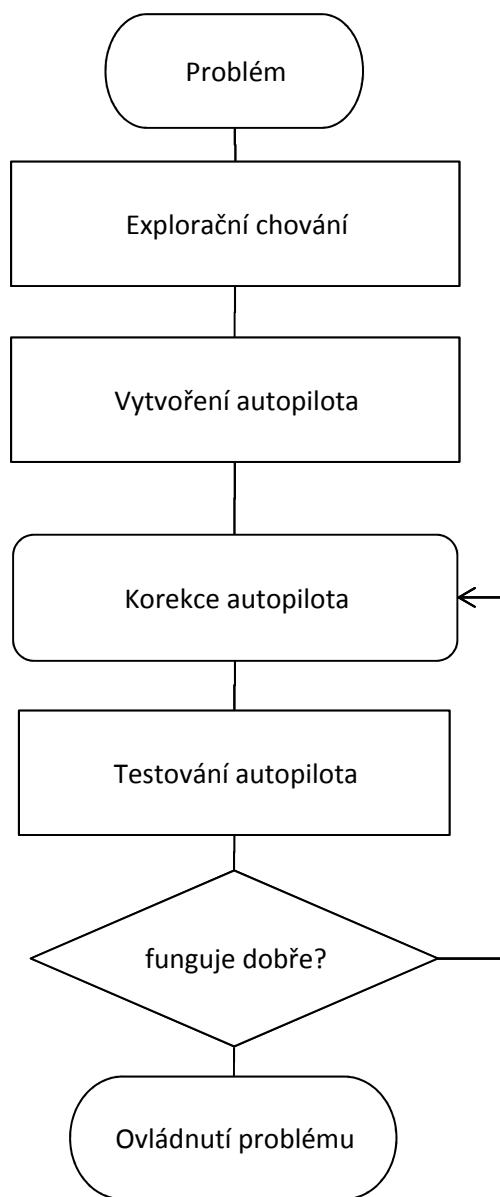 Problém
Explorační chování
Vytvoření autopilota
Korekce autopilota
Testování autopilota
funguje dobře?
Ovládnutí problému